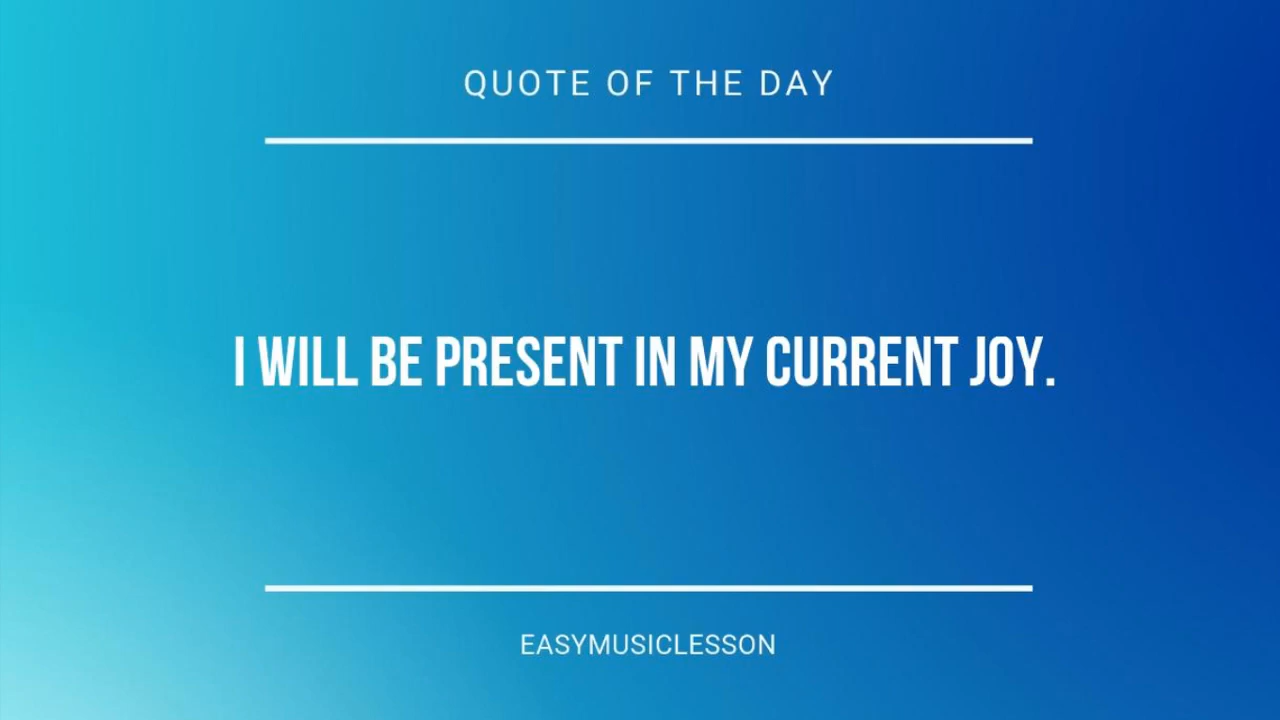 QUOTE OF THE DAY
I WILL BE PRESENT IN MY CURRENT JOY.
EASYMUSICLESSON